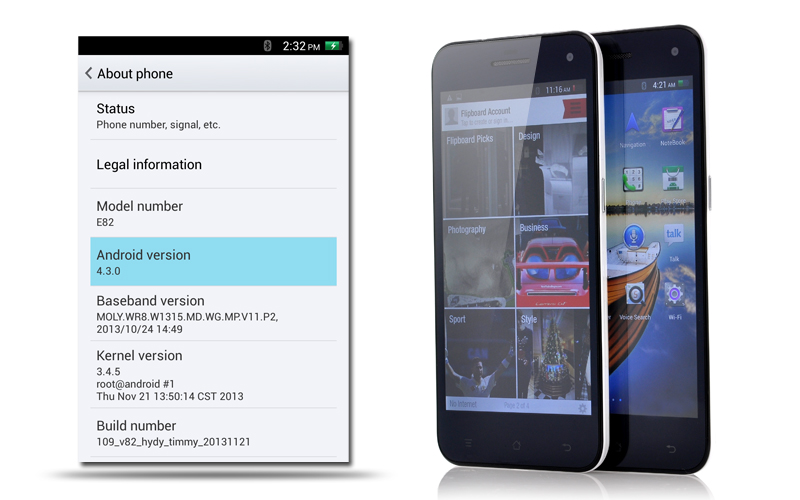 2:32 PM
About phone
Status
Phone number, signal, etc.
Legal information
Model number
E82
Android version
4.3.0
Baseband version
MOLY.WR8.W1315.MD.WG.MP.V11.P2,
2013/10/24 14:49
Kernel version
3.4.5
root@android #1
Thu Nov 21 13:50:14 CST 2013
Build number
109_v82_hydy_timmy_20131121
11:16 AM
Flipboard Account
Flipboard Picks
Design
Photography
Business
Sport
Style
No Internet
Page 2 of
4:21 AM
Navigation
NoteBook
talk
Talk
Voice Search
Wi-Fi